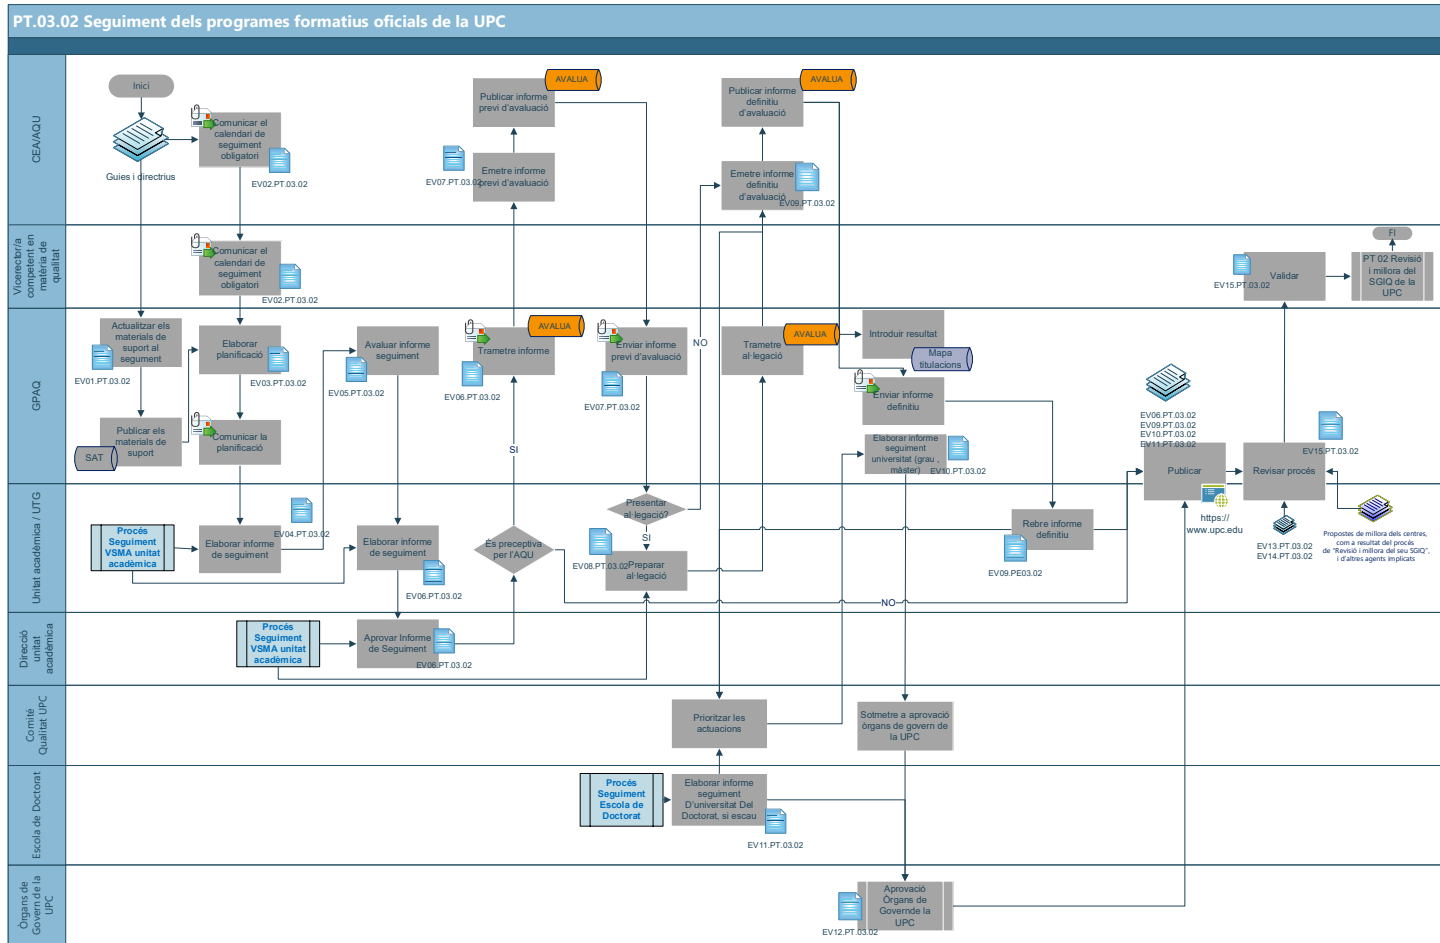 PT.03.02 Seguiment dels programes formatius oficials de la UPC
CEA/AQU
Inici
Guies i directrius
Comunicar el
calendari de
seguiment
obligatori
EV02.PT.03.02
Publicar informe
previ d'avaluació
AVALUA
Emetre informe
previ d'avaluació
EV07.PT.03.02
Publicar informe
definitiu
d'avaluació
AVALUA
Emetre informe
definitiu
d'avaluació
EV09.PT.03.02
Vicerector/a
competent en
matèria de
qualitat
Comunicar el
calendari de
seguiment
obligatori
EV02.PT.03.02
EV15.PT.03.02
Validar
FI
PT 02 Revisió
i millora del
SGIQ de la
UPC
GPAQ
Actualitzar els
materials de
suport al
segument
EV01.PT.03.02
Publicar els
materials de
suport
SAT
Elaborar
planificació
EV03.PT.03.02
Comunicar la
planificació
Avaluar informe
seguiment
EV05.PT.03.02
AVALUA
Trametre informe
EV06.PT.03.02
SI
Enviar informe
previ d'avaluació
EV07.PT.03.02
NO
Trametre
al·legació
AVALUA
Introduir resultat
Mapa
titulacions
Enviar informe
definitiu
Elaborar informe
seguiment
universitat (grau ,
màster)
EV10.PT.03.02
EV06.PT.03.02
EV09.PT.03.02
EV10.PT.03.02
EV11.PT.03.02
Publicar
https://
www.upc.edu
EV15.PT.03.02
Revisar procés
Unitat acadèmica / UTG
Procés
Seguiment
VSMA unitat
acadèmica
Elaborar informe
de seguiment
EV04.PT.03.02
Elaborar informe
de seguiment
EV06.PT.03.02
És preceptiva
per l'AQU
Presentar
al·legació?
SI
EV08.PT.03.02
Preparar
al·legació
NO
Rebre informe
definitiu
EV09.PE03.02
EV13.PT.03.02
EV14.PT.03.02
Propostes de millora dels centres,
com a resultat del procés
de "Revisió i millora del seu SGIQ",
i d'altres agents implicats
Direcció
unitat
acadèmica
Procés
Seguiment
VSMA unitat
acadèmica
Aprovar Informe
de Seguiment
EV06.PT.03.02
Comité
Qualitat UPC
Prioritzar les
actuacions
Sotmetre a aprovació
òrgans de govern de
la UPC
Escola de Doctorat
Procés
Seguiment
Escola de
Doctorat
Elaborar informe
seguiment
D'universitat Del
Doctorat, si escau
EV11.PT.03.02
Òrgans de
Govern de la
UPC
Aprovació
Òrgans de
Governde la
UPC
EV12.PT.03.02